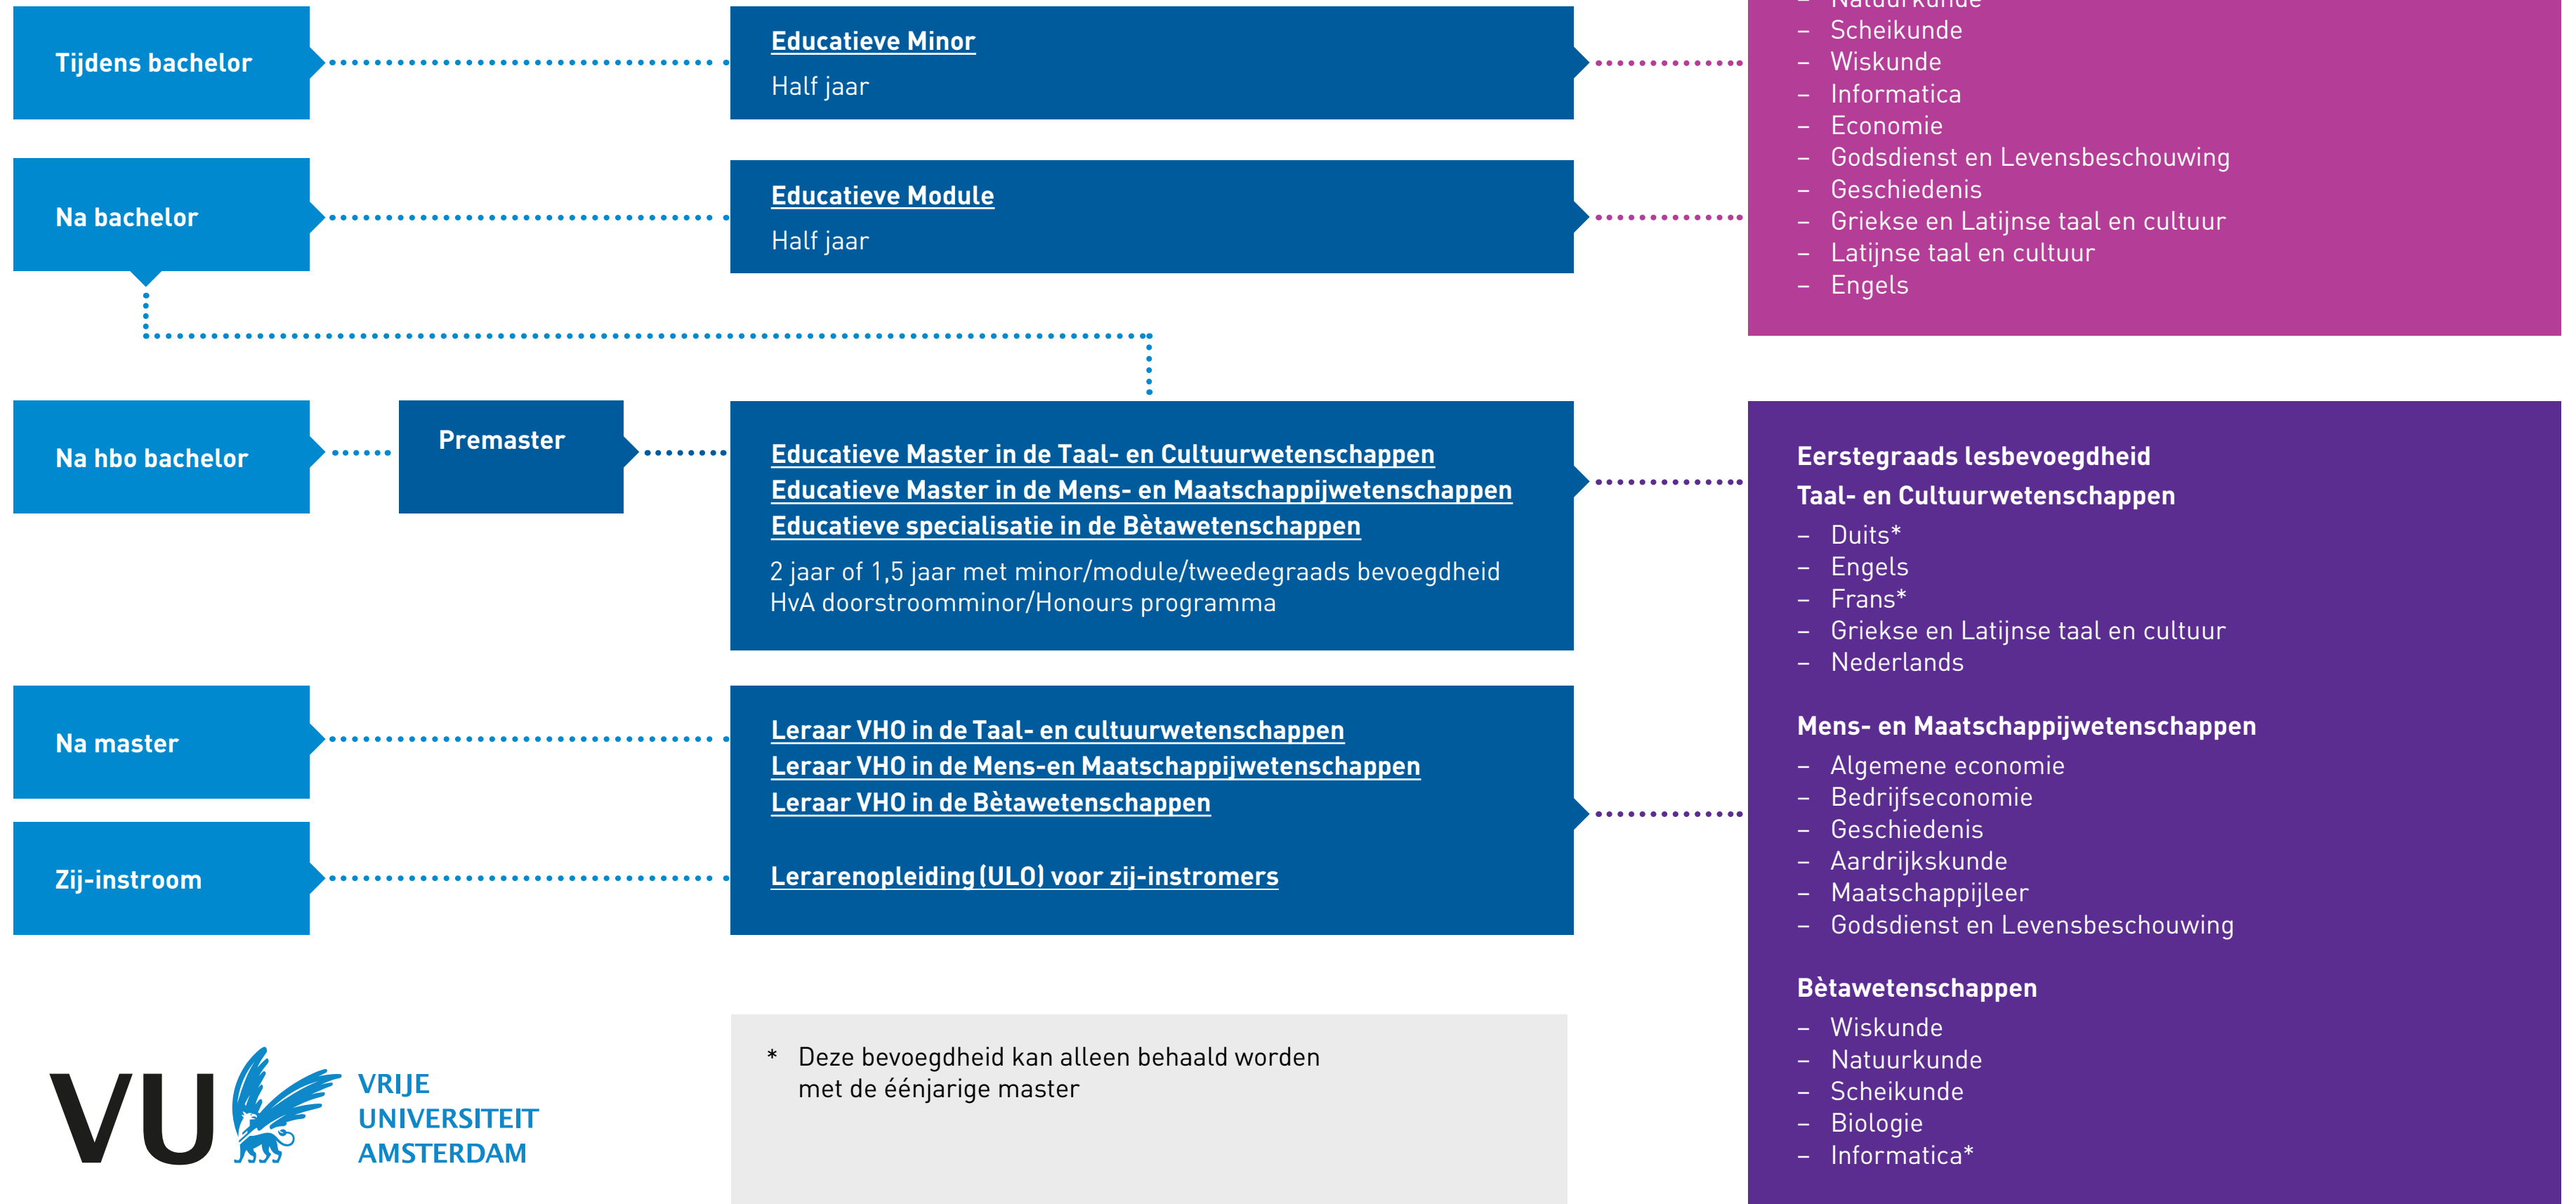 Tijdens bachelor
Educatieve Minor
Half jaar
– Natuurkunde
– Scheikunde
– Wiskunde
– Informatica
– Economie
– Godsdienst en Levensbeschouwing
– Geschiedenis
– Griekse en Latijnse taal en cultuur
– Latijnse taal en cultuur
– Engels
Na bachelor
Educatieve Module
Half jaar
Na hbo bachelor
Premaster
Educatieve Master in de Taal- en Cultuurwetenschappen
Educatieve Master in de Mens- en Maatschappijwetenschappen
Educatieve specialisatie in de Bètawetenschappen
2 jaar of 1,5 jaar met minor/module/tweedegraads bevoegdheid
HvA doorstroomminor/Honours programma
Na master
Zij-instroom
Leraar VHO in de Taal- en cultuurwetenschappen
Leraar VHO in de Mens-en Maatschappijwetenschappen
Leraar VHO in de Bètawetenschappen
Lerarenopleiding (ULO) voor zij-instromers
Eerstegraads lesbevoegdheid
Taal- en Cultuurwetenschappen
– Duits*
– Engels
– Frans*
– Griekse en Latijnse taal en cultuur
– Nederlands
Mens- en Maatschappijwetenschappen
– Algemene economie
– Bedrijfseconomie
– Geschiedenis
– Aardrijkskunde
– Maatschappijleer
– Godsdienst en Levensbeschouwing
Bètawetenschappen
– Wiskunde
– Natuurkunde
– Scheikunde
– Biologie
– Informatica*
* Deze bevoegdheid kan alleen behaald worden
met de éénjarige master
VU
VRIJE
UNIVERSITEIT
AMSTERDAM